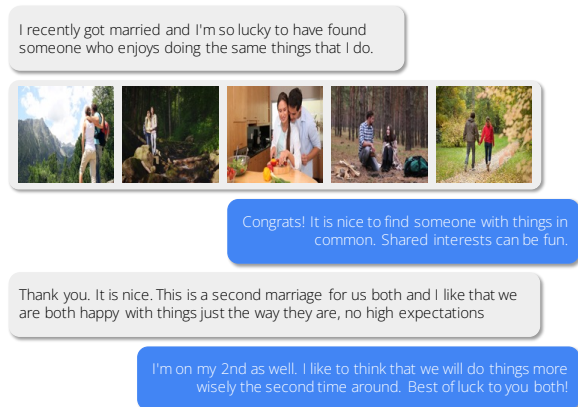 I recently got married and I'm so lucky to have found
someone who enjoys doing the same things that I do.
Congrats! It is nice to find someone with things in
common. Shared interests can be fun.
Thank you. It is nice. This is a second marriage for us both and I like that we
are both happy with things just the way they are, no high expectations
I'm on my 2nd as well. I like to think that we will do things more
wisely the second time around. Best of luck to you both!